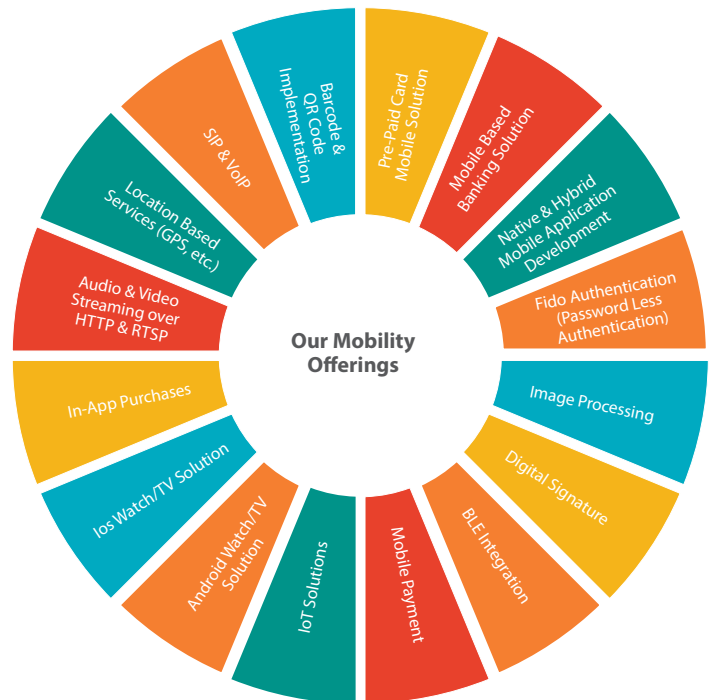 Our Mobility
Offerings
Pre-Paid Card
Mobile Solution
Mobile Based
Banking Solution
Native & Hybrid
Mobile Application
Development
Fido Authentication
(Password Less
Authentication)
Image Processing
Digital Signature
BLE Integration
Mobile Payment
IoT Solutions
Android Watch/TV
Solution
Ios Watch/TV Solution
In-App Purchases
Audio & Video
Streaming over
HTTP & RTSP
Location Based
Services (GPS, etc.)
SIP & VoIP
Barcode &
QR Code
Implementation